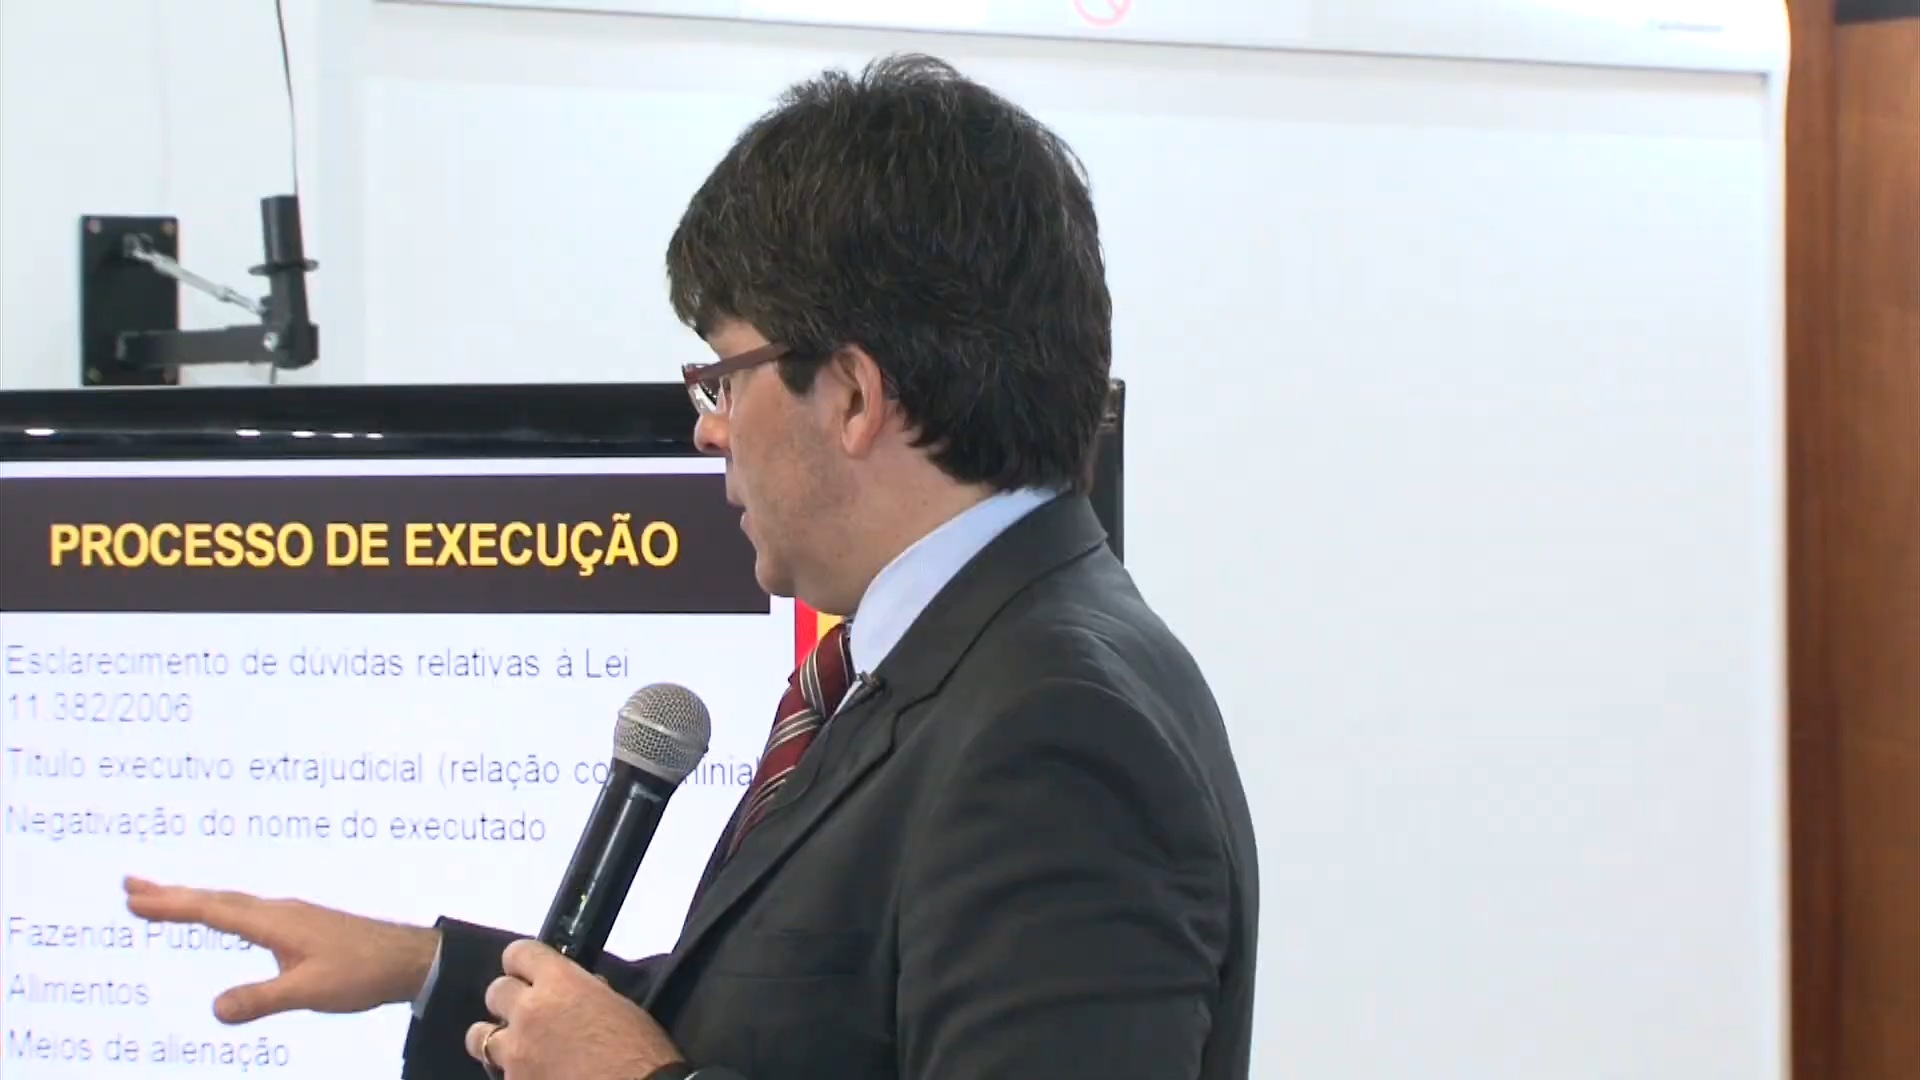 PROCESSO DE EXECUÇÃO
Esclarecimento de dúvidas relativas à Lei
11.382/2006
Título executivo extrajudicial (relação
Negativação do nome do executado
Fazenda Pública
Alimentos
Meios de alienação